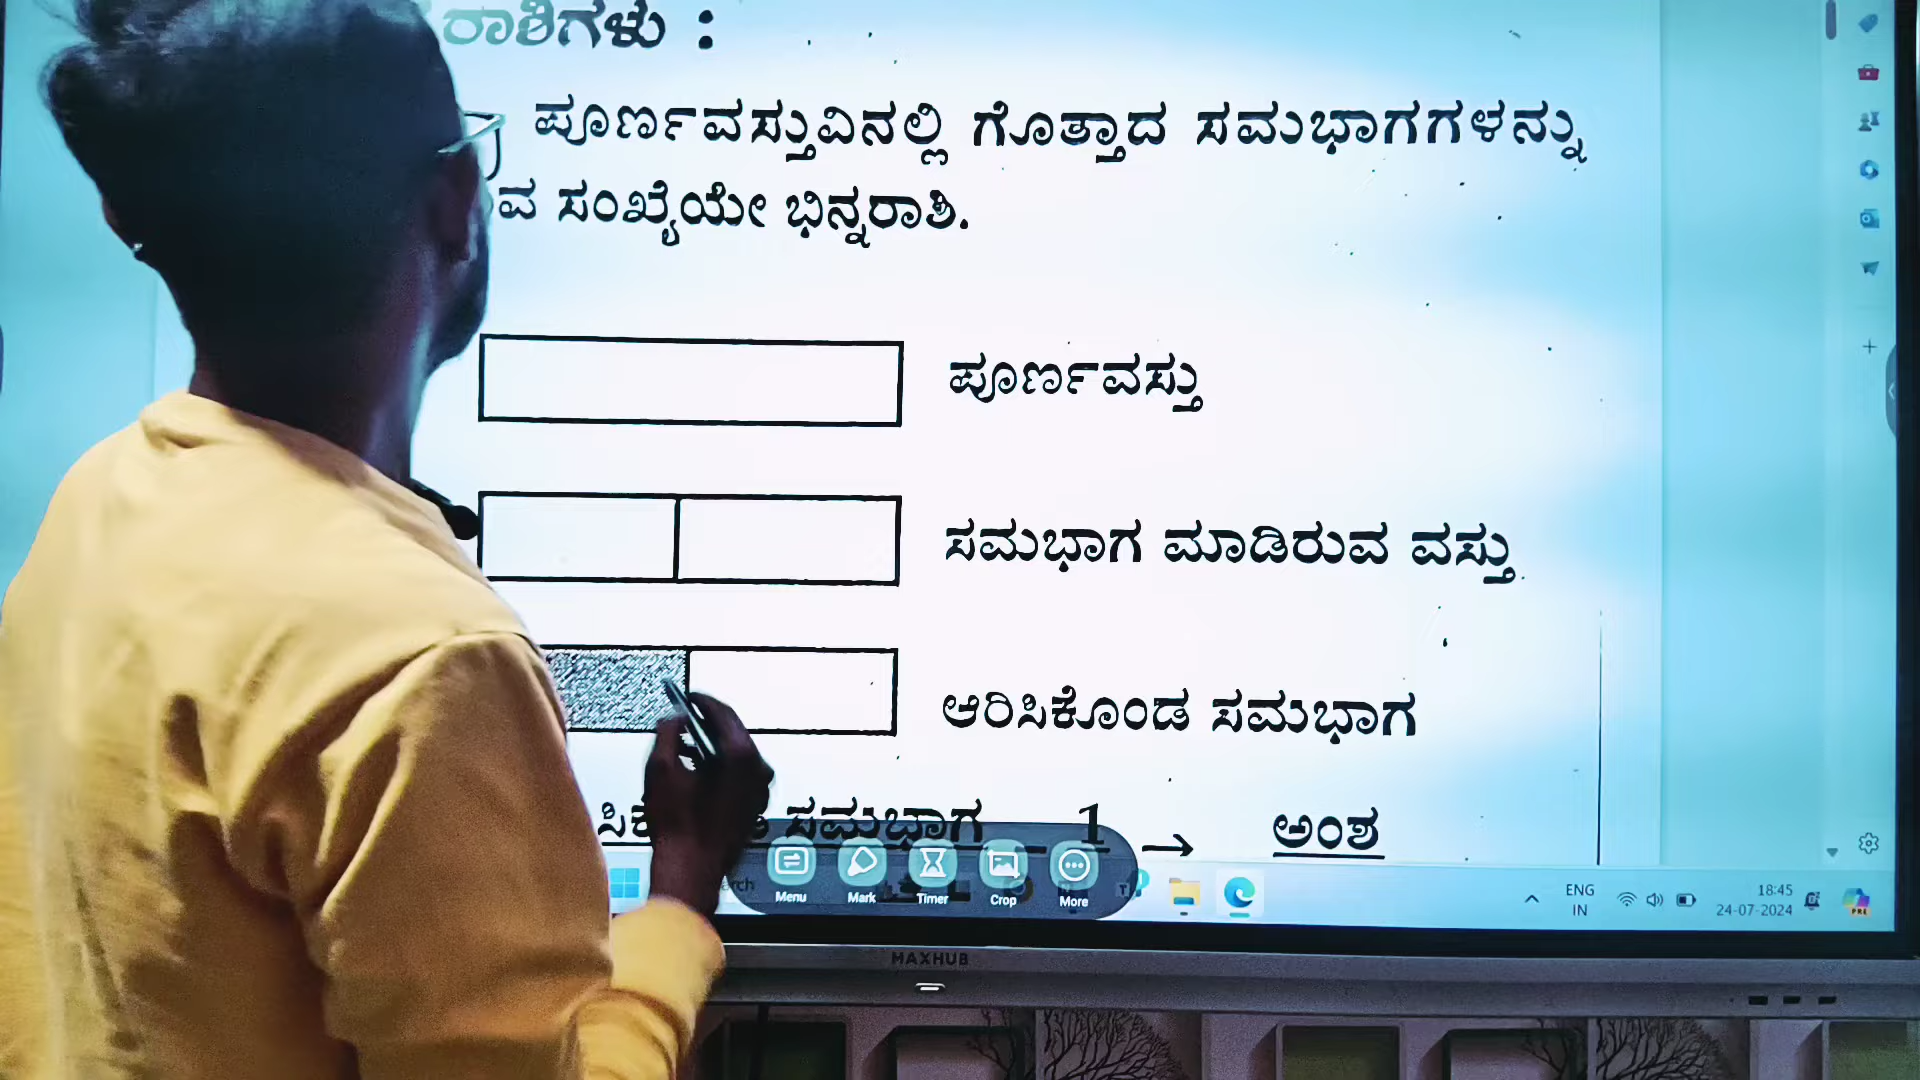 ರಾಶಿಗಳು :
ಪೂರ್ಣವಸ್ತುವಿನಲ್ಲಿ ಗೊತ್ತಾದ ಸಮಭಾಗಗಳನ್ನು
ವ ಸಂಖ್ಯೆಯೇ ಭಿನ್ನರಾಶಿ.
ಪೂರ್ಣವಸ್ತು
ಸಮಭಾಗ ಮಾಡಿರುವ ವಸ್ತು
ಆರಿಸಿಕೊಂಡ ಸಮಭಾಗ
ಸಮಭಾಗ 1 → ಅಂಶ
Menu Mark Timer Crop More
ENG
IN
18:45
24-07-2024
MAXHUB